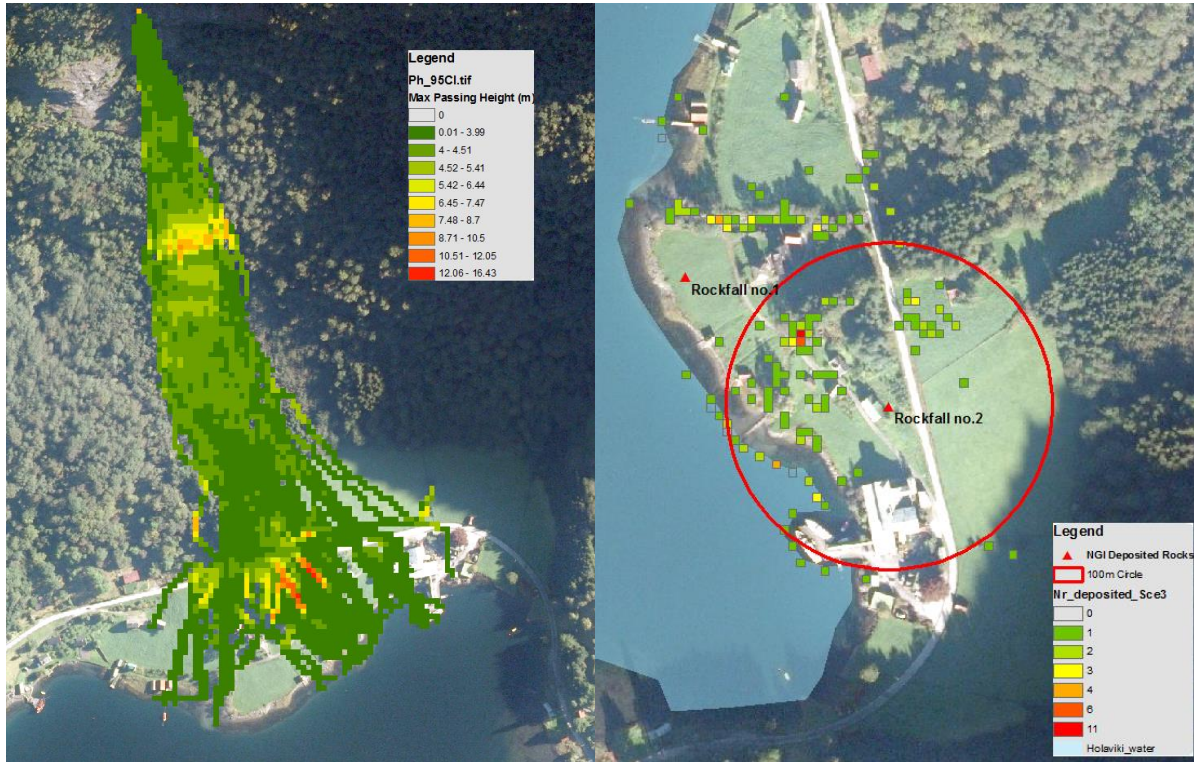 Legend
Ph_95CI.tif
Max Passing Height (m)
0
0.01 - 3.99
4 - 4.51
4.52 - 5.41
5.42 - 6.44
6.45 - 7.47
7.48 - 8.7
8.71 - 10.5
10.51 - 12.05
12.06 - 16.43
Rockfall no.1
Rockfall no.2
Legend
NGI Deposited Rocks
100m Circle
Nr_deposited_Sce3
0
1
2
3
4
6
11
Holaviki_water